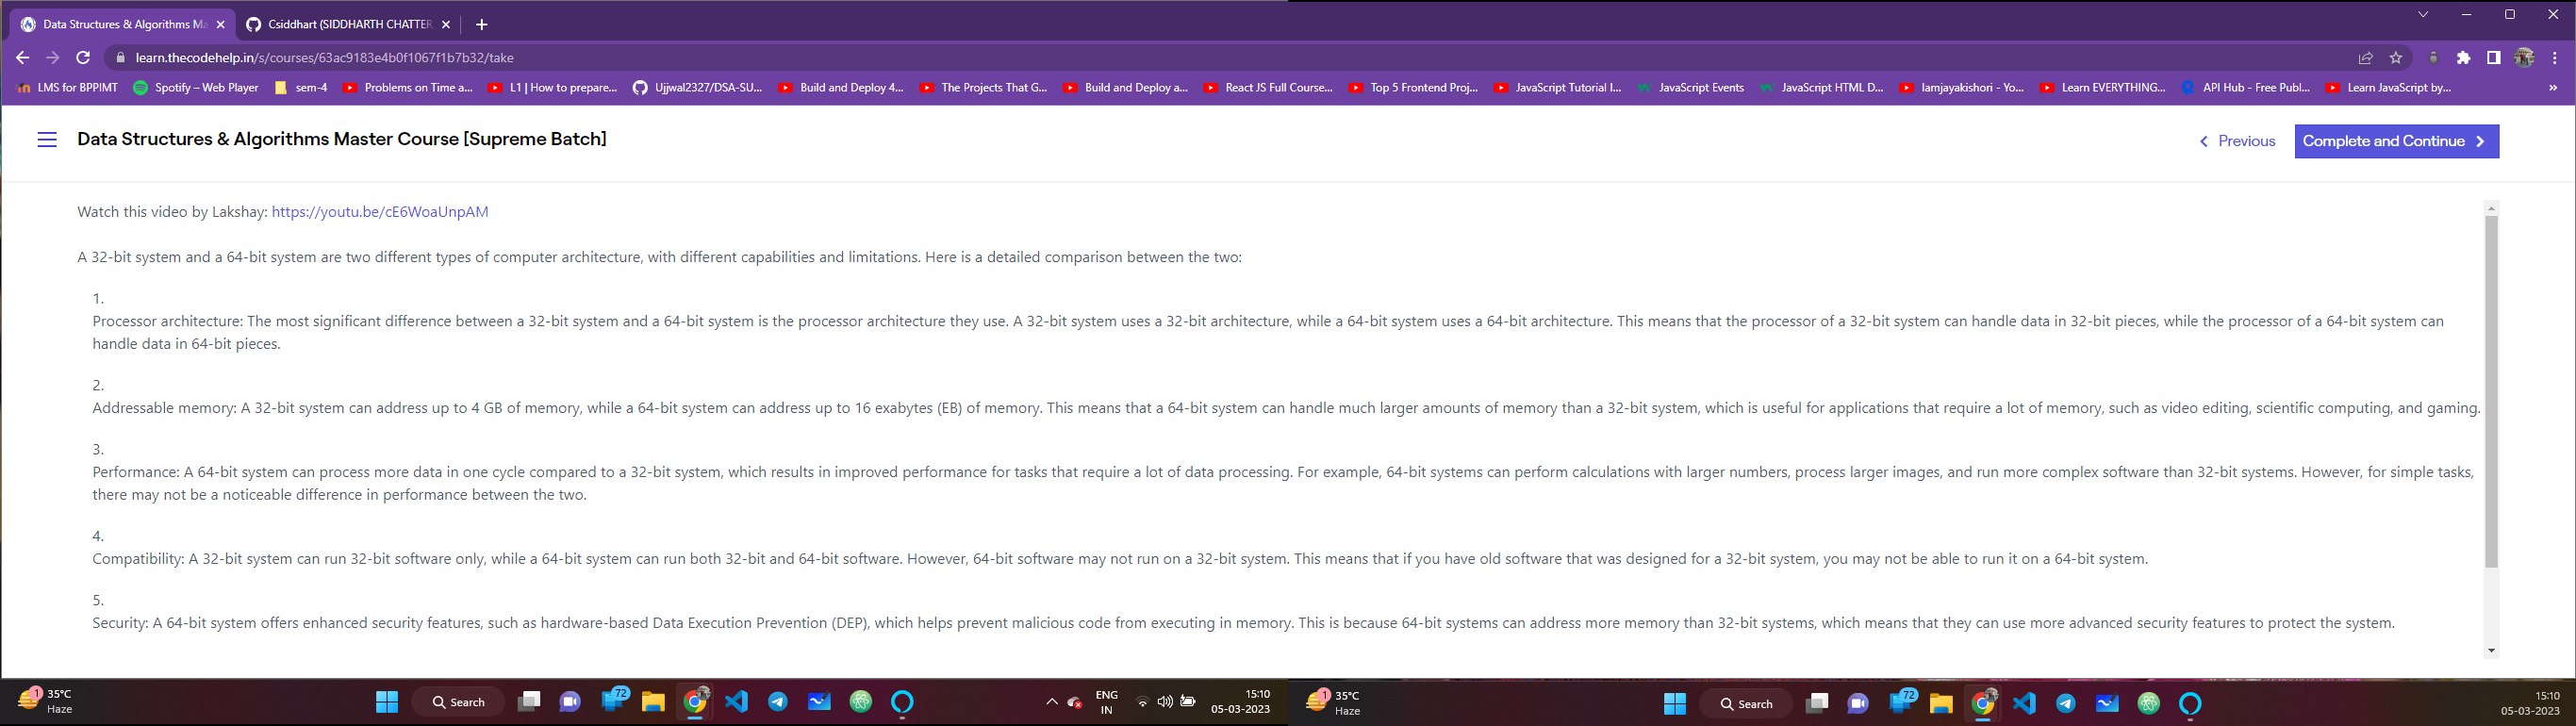 Data Structures & Algorithms Ma
Csiddhart (SIDDHARTH CHATTER
learn.thecodehelp.in/s/courses/63ac9183e4b0f1067f1b7b32/take
LMS for BPPIMT
Spotify – Web Player
sem-4
Problems on Time a...
L1 | How to prepare...
Ujjwal2327/DSA-SU...
Build and Deploy 4...
The Projects That G...
Build and Deploy a...
React JS Full Course...
Top 5 Frontend Proj...
JavaScript Tutorial I...
JavaScript Events
JavaScript HTML D...
Iamjayakishori - Yo...
Learn EVERYTHING...
API Hub - Free Publ...
Learn JavaScript by...
»
Data Structures & Algorithms Master Course [Supreme Batch]
Previous
Complete and Continue
Watch this video by Lakshay: https://youtu.be/cE6WoaUnpAM
A 32-bit system and a 64-bit system are two different types of computer architecture, with different capabilities and limitations. Here is a detailed comparison between the two:
1.
Processor architecture: The most significant difference between a 32-bit system and a 64-bit system is the processor architecture they use. A 32-bit system uses a 32-bit architecture, while a 64-bit system uses a 64-bit architecture. This means that the processor of a 32-bit system can handle data in 32-bit pieces, while the processor of a 64-bit system can
handle data in 64-bit pieces.
2.
Addressable memory: A 32-bit system can address up to 4 GB of memory, while a 64-bit system can address up to 16 exabytes (EB) of memory. This means that a 64-bit system can handle much larger amounts of memory than a 32-bit system, which is useful for applications that require a lot of memory, such as video editing, scientific computing, and gaming.
3.
Performance: A 64-bit system can process more data in one cycle compared to a 32-bit system, which results in improved performance for tasks that require a lot of data processing. For example, 64-bit systems can perform calculations with larger numbers, process larger images, and run more complex software than 32-bit systems. However, for simple tasks,
there may not be a noticeable difference in performance between the two.
4.
Compatibility: A 32-bit system can run 32-bit software only, while a 64-bit system can run both 32-bit and 64-bit software. However, 64-bit software may not run on a 32-bit system. This means that if you have old software that was designed for a 32-bit system, you may not be able to run it on a 64-bit system.
5.
Security: A 64-bit system offers enhanced security features, such as hardware-based Data Execution Prevention (DEP), which helps prevent malicious code from executing in memory. This is because 64-bit systems can address more memory than 32-bit systems, which means that they can use more advanced security features to protect the system.
1
35°C
Haze
Search
72
ENG
IN
15:10
05-03-2023
1
35°C
Haze
Search
72
15:10
05-03-2023